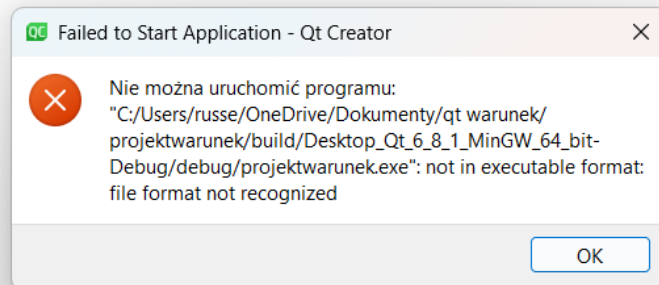 QC Failed to Start Application - Qt Creator
Nie można uruchomić programu:
"C:/Users/russe/OneDrive/Dokumenty/qt warunek/
projektwarunek/build/Desktop_Qt_6_8_1_MinGW_64_bit-
Debug/debug/projektwarunek.exe": not in executable format:
file format not recognized
OK